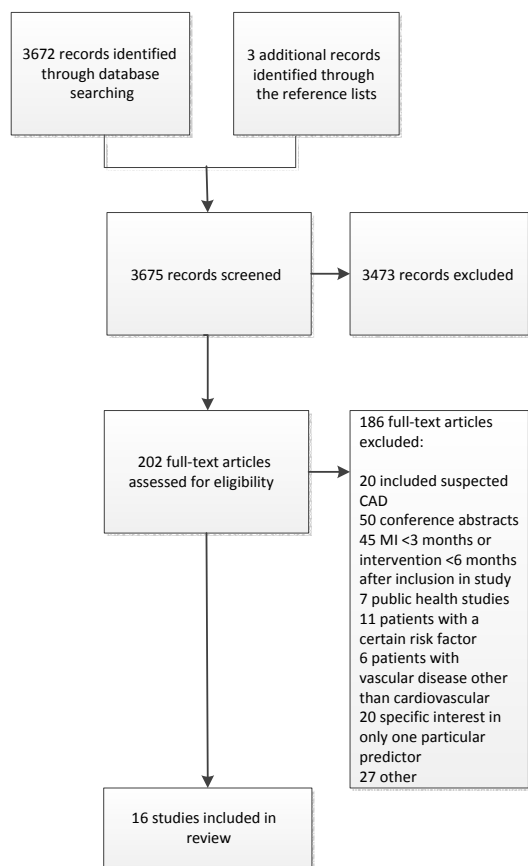 3672 records identified
through database
searching
3 additional records
identified through
the reference lists
3675 records screened
3473 records excluded
202 full-text articles
assessed for eligibility
186 full-text articles
excluded:
20 included suspected
CAD
50 conference abstracts
45 MI <3 months or
intervention <6 months
after inclusion in study
7 public health studies
11 patients with a
certain risk factor
6 patients with
vascular disease other
than cardiovascular
20 specific interest in
only one particular
predictor
27 other
16 studies included in
review